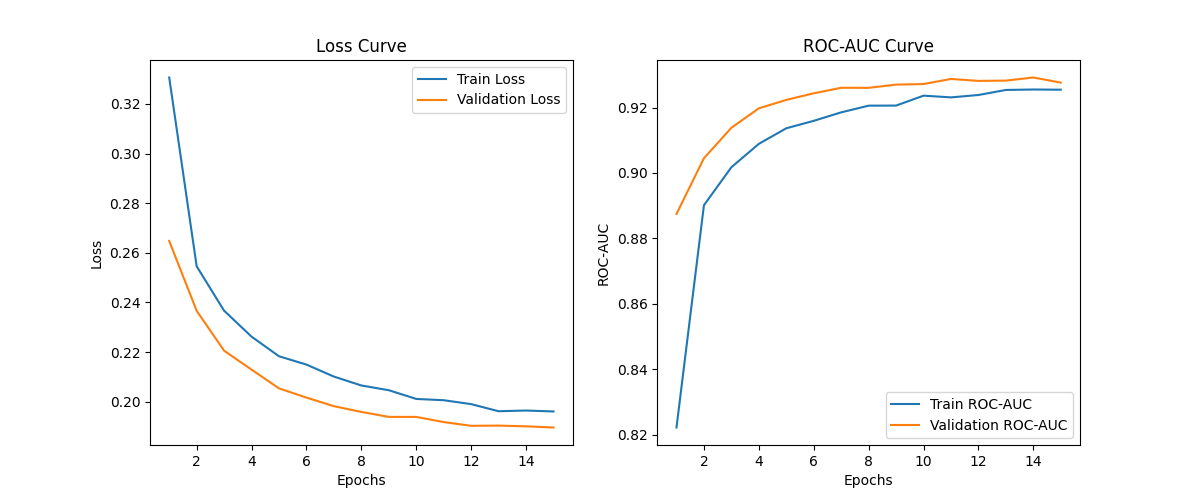 Loss Curve
Train Loss
Validation Loss
0.32
0.30
0.28
0.26
0.24
0.22
0.20
Loss
2 4 6 8 10 12 14
Epochs
ROC-AUC Curve
0.92
0.90
0.88
0.86
0.84
0.82
ROC-AUC
Train ROC-AUC
Validation ROC-AUC
2 4 6 8 10 12 14
Epochs